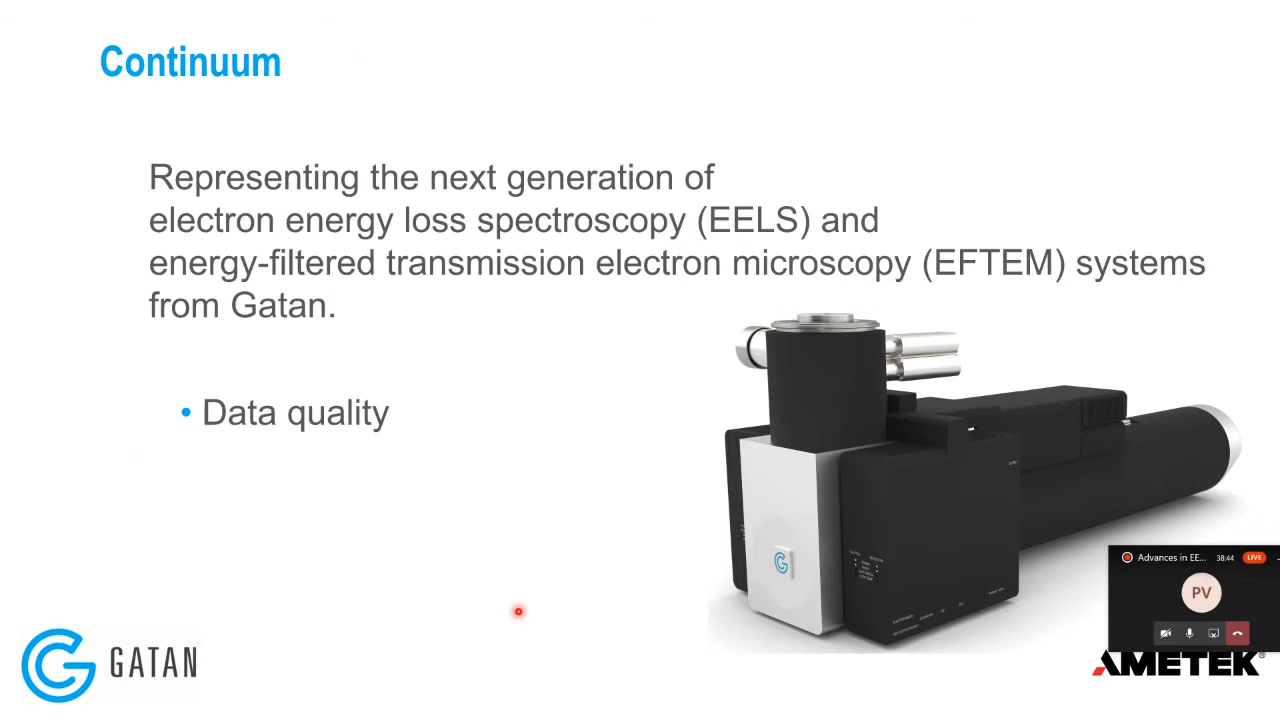 Continuum
Representing the next generation of
electron energy loss spectroscopy (EELS) and
energy-filtered transmission electron microscopy (EFTEM) systems
from Gatan.
• Data quality
Advances in EE... 38:44 LIVE
PV
GATAN
AMETEK®